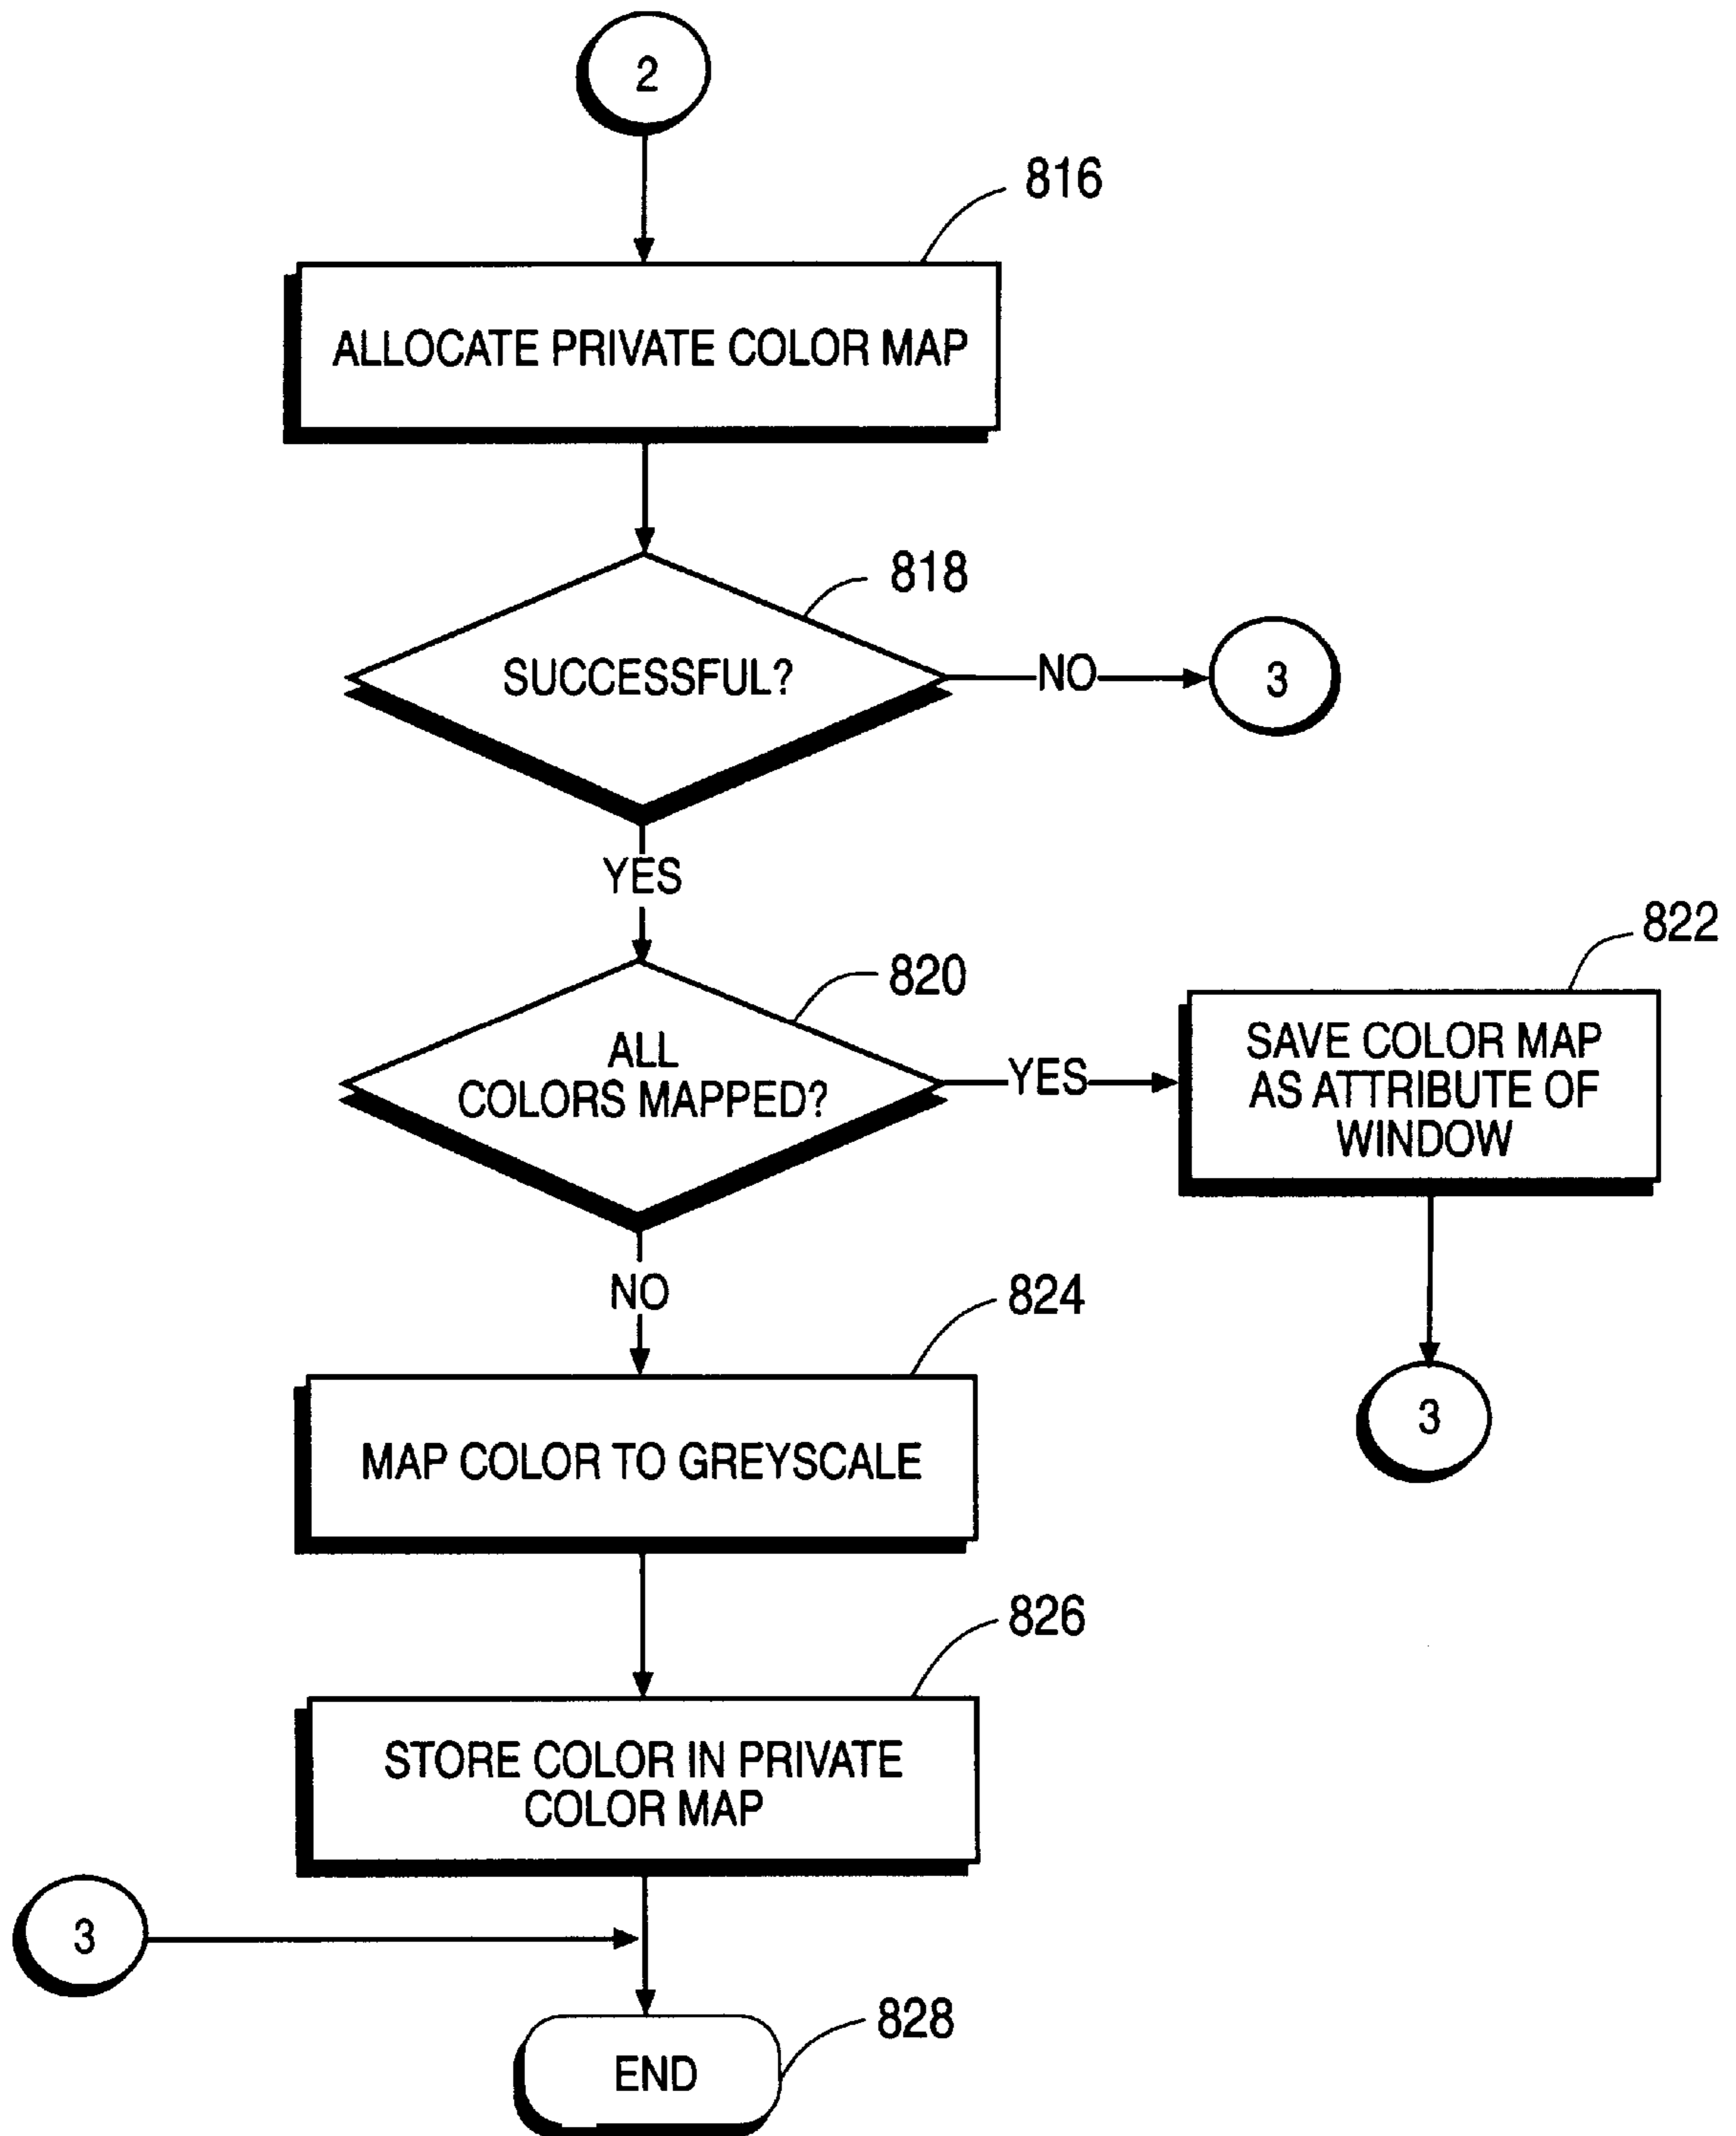 2
816
ALLOCATE PRIVATE COLOR MAP
818
SUCCESSFUL?
NO
3
YES
820
822
ALL
COLORS MAPPED?
YES
SAVE COLOR MAP
AS ATTRIBUTE OF
WINDOW
NO
3
824
MAP COLOR TO GREYSCALE
826
STORE COLOR IN PRIVATE
COLOR MAP
3
828
END